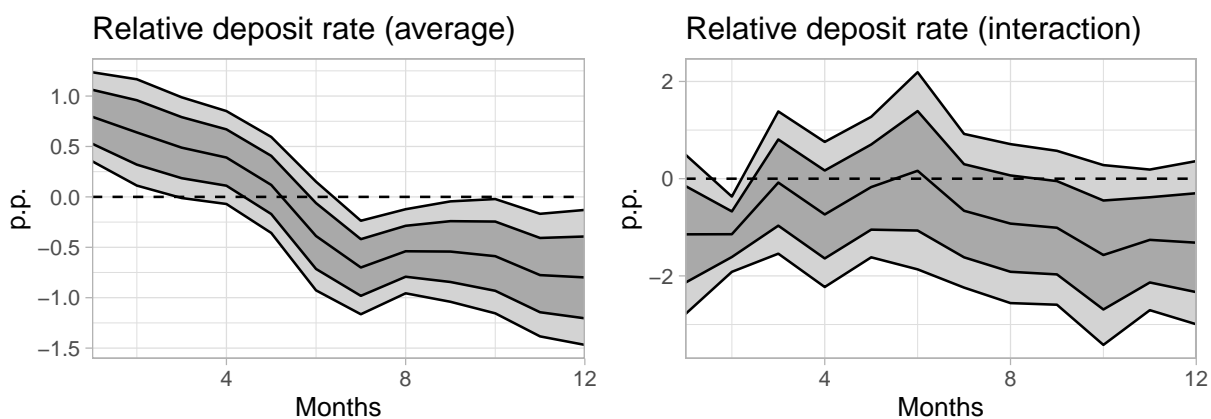 Relative deposit rate (average)
1.0
0.5
0.0
−0.5
−1.0
−1.5
p.p.
4
8
12
Months
Relative deposit rate (interaction)
2
0
−2
p.p.
4
8
12
Months